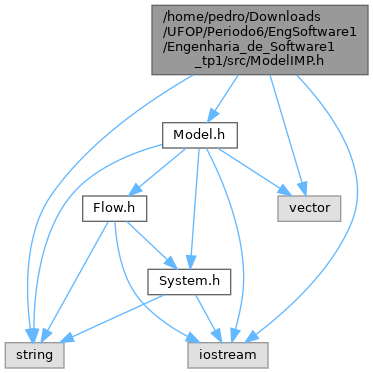 /home/pedro/Downloads
/UFOP/Periodo6/EngSoftware1
/Engenharia_de_Software1
_tp1/src/ModelIMP.h
Model.h
Flow.h
vector
System.h
string
iostream